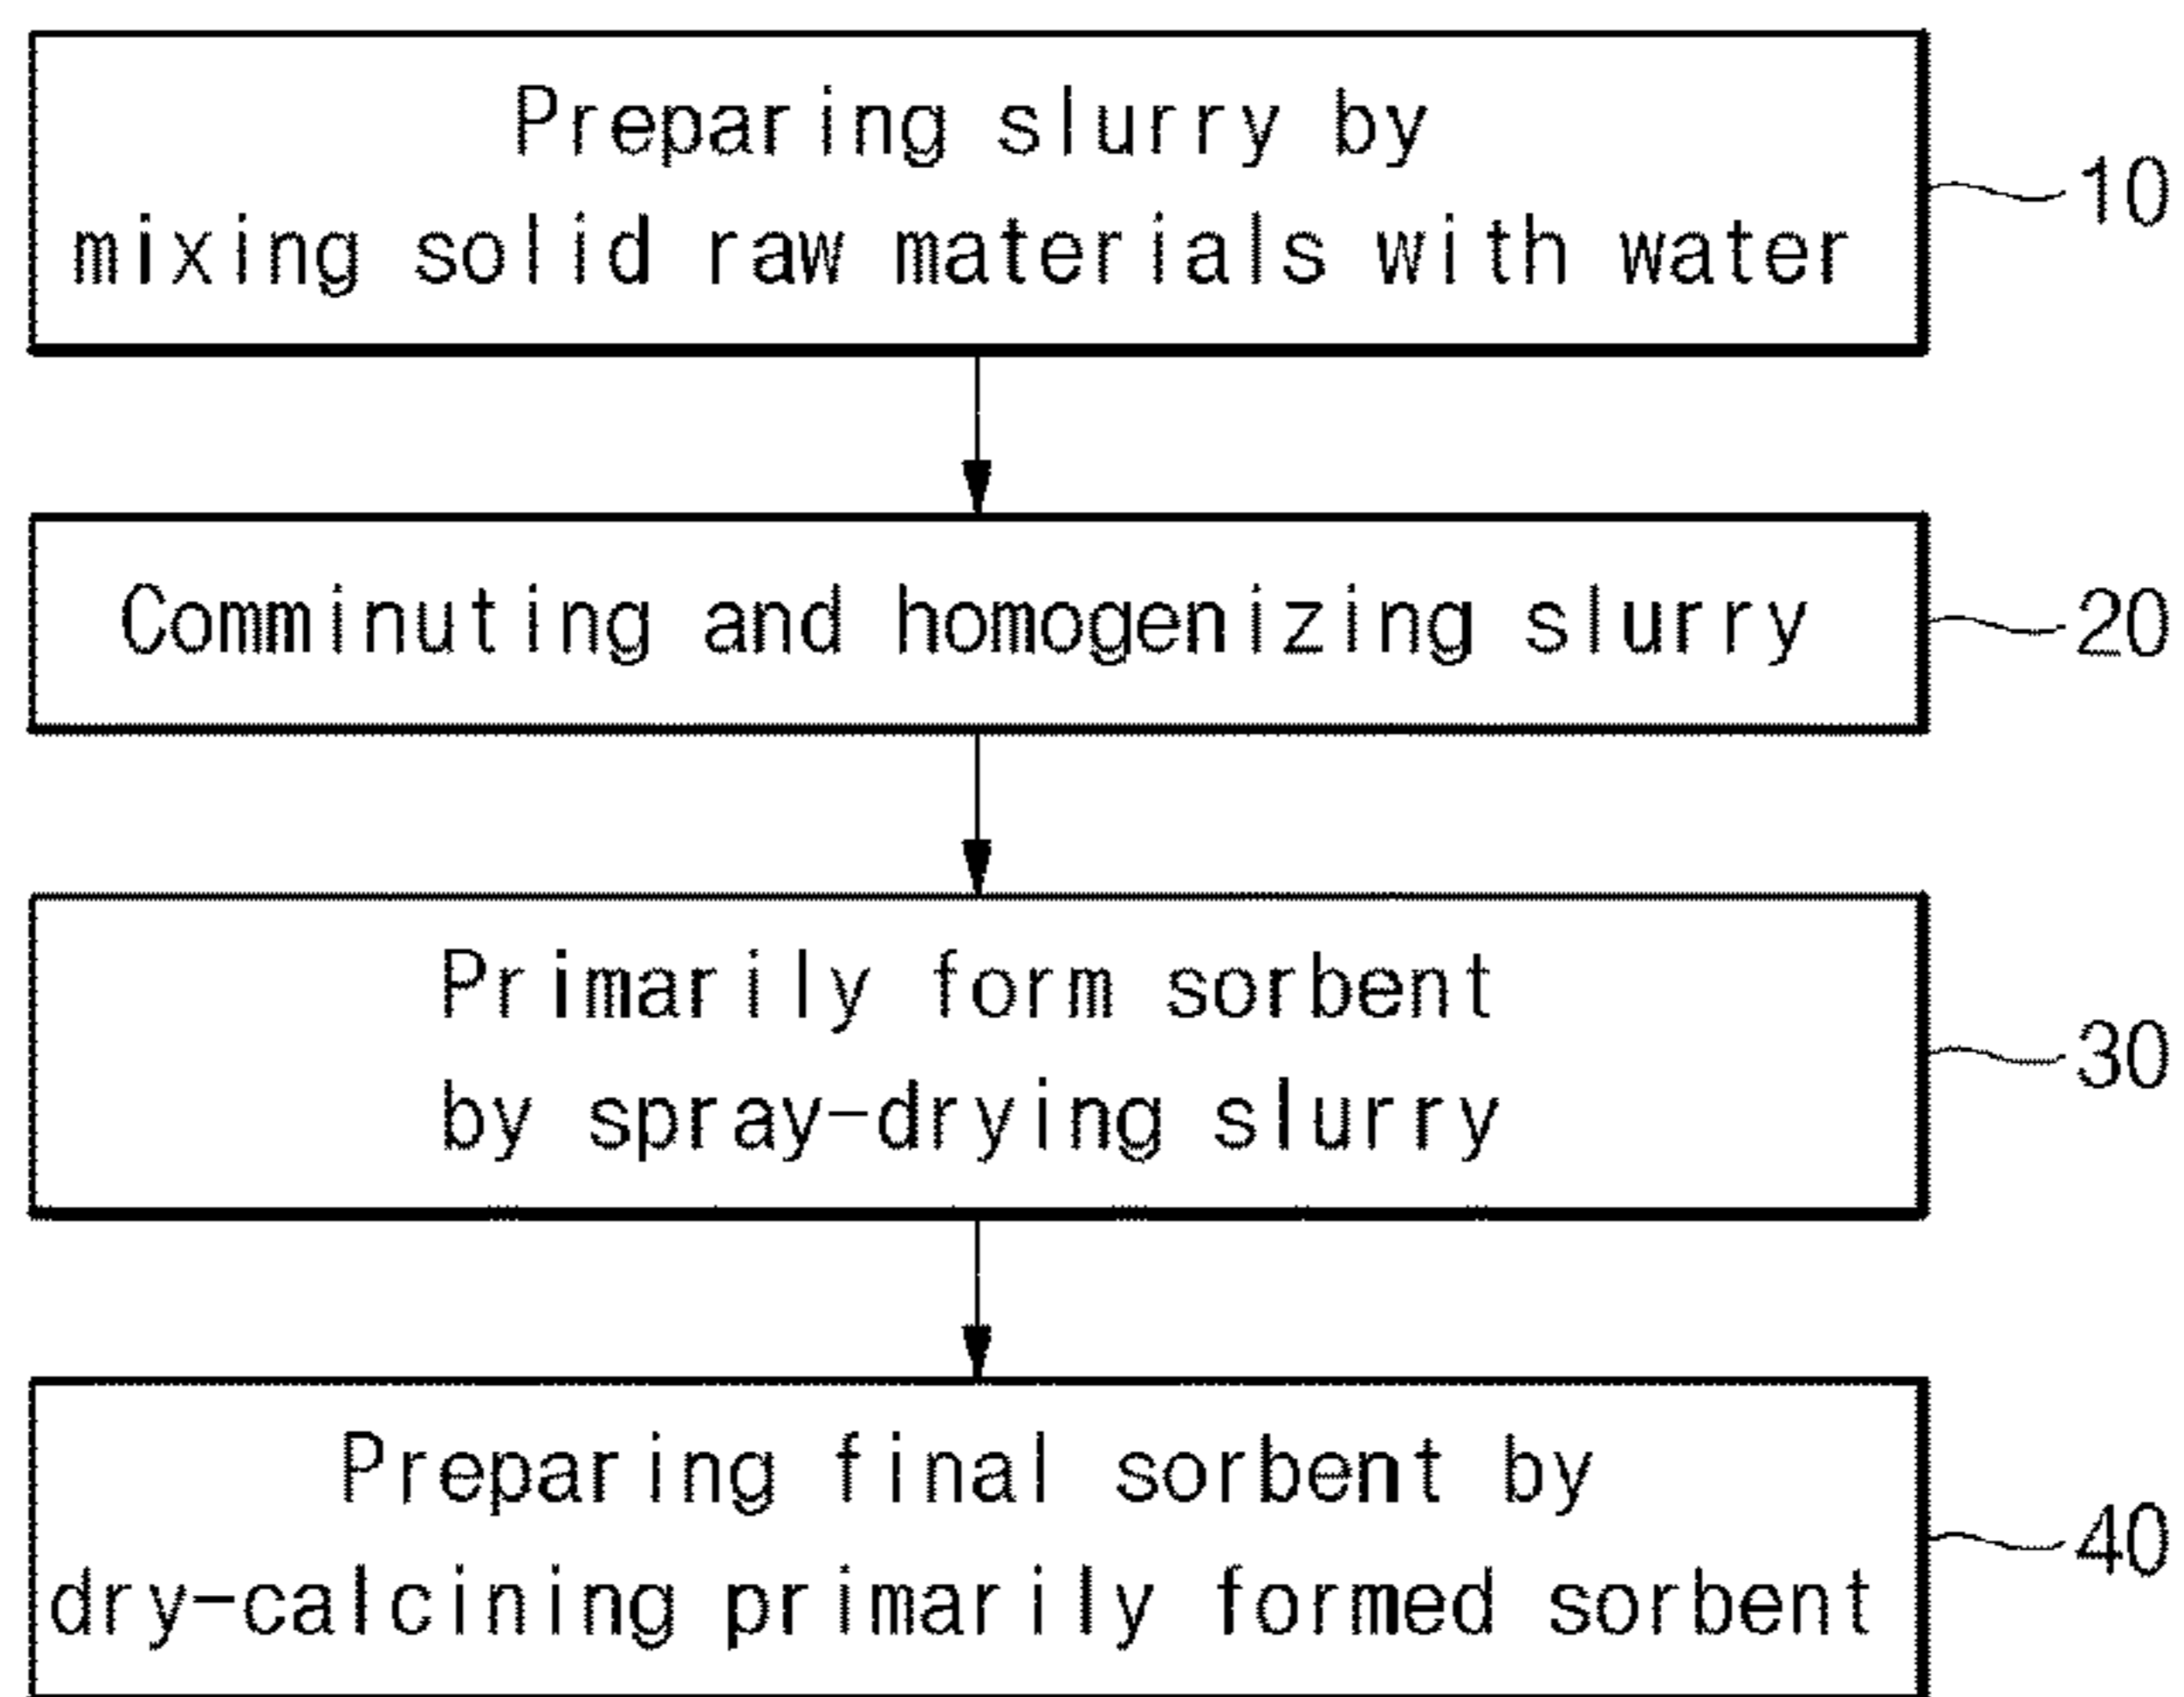 Preparing slurry by
mixing solid raw materials with water
10
Comminuting and homogenizing slurry
20
Primarily form sorbent
by spray-drying slurry
30
Preparing final sorbent by
dry-calcining primarily formed sorbent
40